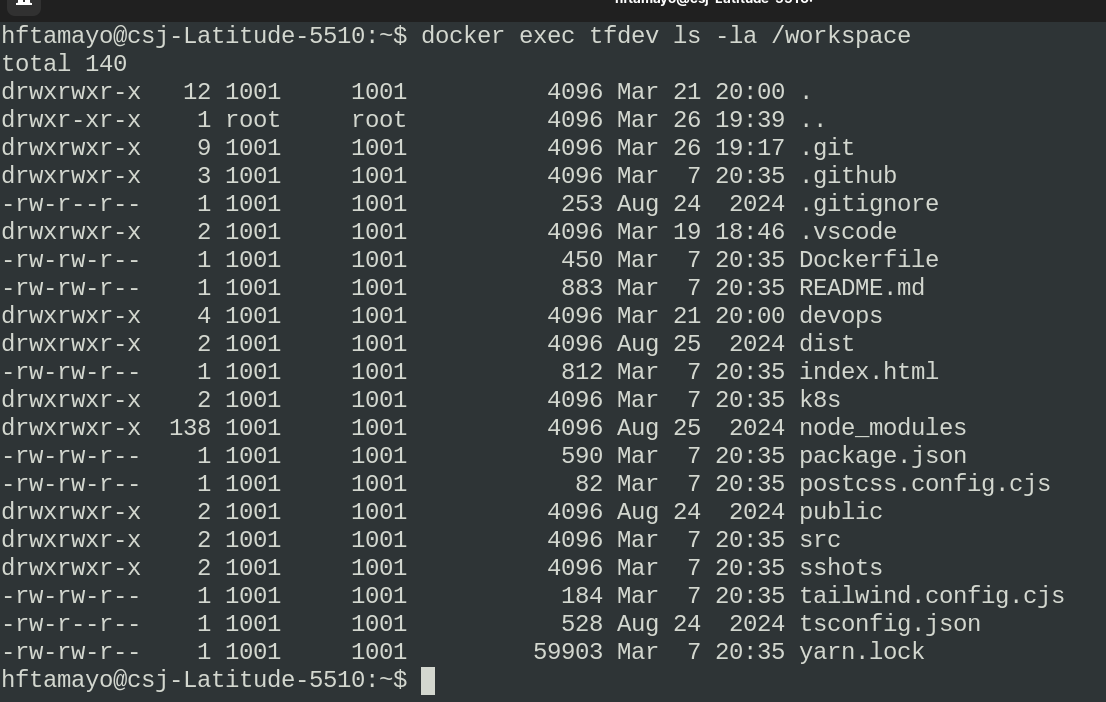 hftamayo@csj-Latitude-5510:~$ docker exec tfdev ls -la /workspace
total 140
drwxrwxr-x   12 1001     1001          4096 Mar 21 20:00 .
drwxr-xr-x    1 root     root          4096 Mar 26 19:39 ..
drwxrwxr-x    9 1001     1001          4096 Mar 26 19:17 .git
drwxrwxr-x    3 1001     1001          4096 Mar  7 20:35 .github
-rw-r--r--    1 1001     1001           253 Aug 24  2024 .gitignore
drwxrwxr-x    2 1001     1001          4096 Mar 19 18:46 .vscode
-rw-rw-r--    1 1001     1001           450 Mar  7 20:35 Dockerfile
-rw-rw-r--    1 1001     1001           883 Mar  7 20:35 README.md
drwxrwxr-x    4 1001     1001          4096 Mar 21 20:00 devops
drwxrwxr-x    2 1001     1001          4096 Aug 25  2024 dist
-rw-rw-r--    1 1001     1001           812 Mar  7 20:35 index.html
drwxrwxr-x    2 1001     1001          4096 Mar  7 20:35 k8s
drwxrwxr-x  138 1001     1001          4096 Aug 25  2024 node_modules
-rw-rw-r--    1 1001     1001           590 Mar  7 20:35 package.json
-rw-rw-r--    1 1001     1001            82 Mar  7 20:35 postcss.config.cjs
drwxrwxr-x    2 1001     1001          4096 Aug 24  2024 public
drwxrwxr-x    2 1001     1001          4096 Mar  7 20:35 src
drwxrwxr-x    2 1001     1001          4096 Mar  7 20:35 sshots
-rw-rw-r--    1 1001     1001           184 Mar  7 20:35 tailwind.config.cjs
-rw-r--r--    1 1001     1001           528 Aug 24  2024 tsconfig.json
-rw-rw-r--    1 1001     1001         59903 Mar  7 20:35 yarn.lock
hftamayo@csj-Latitude-5510:~$